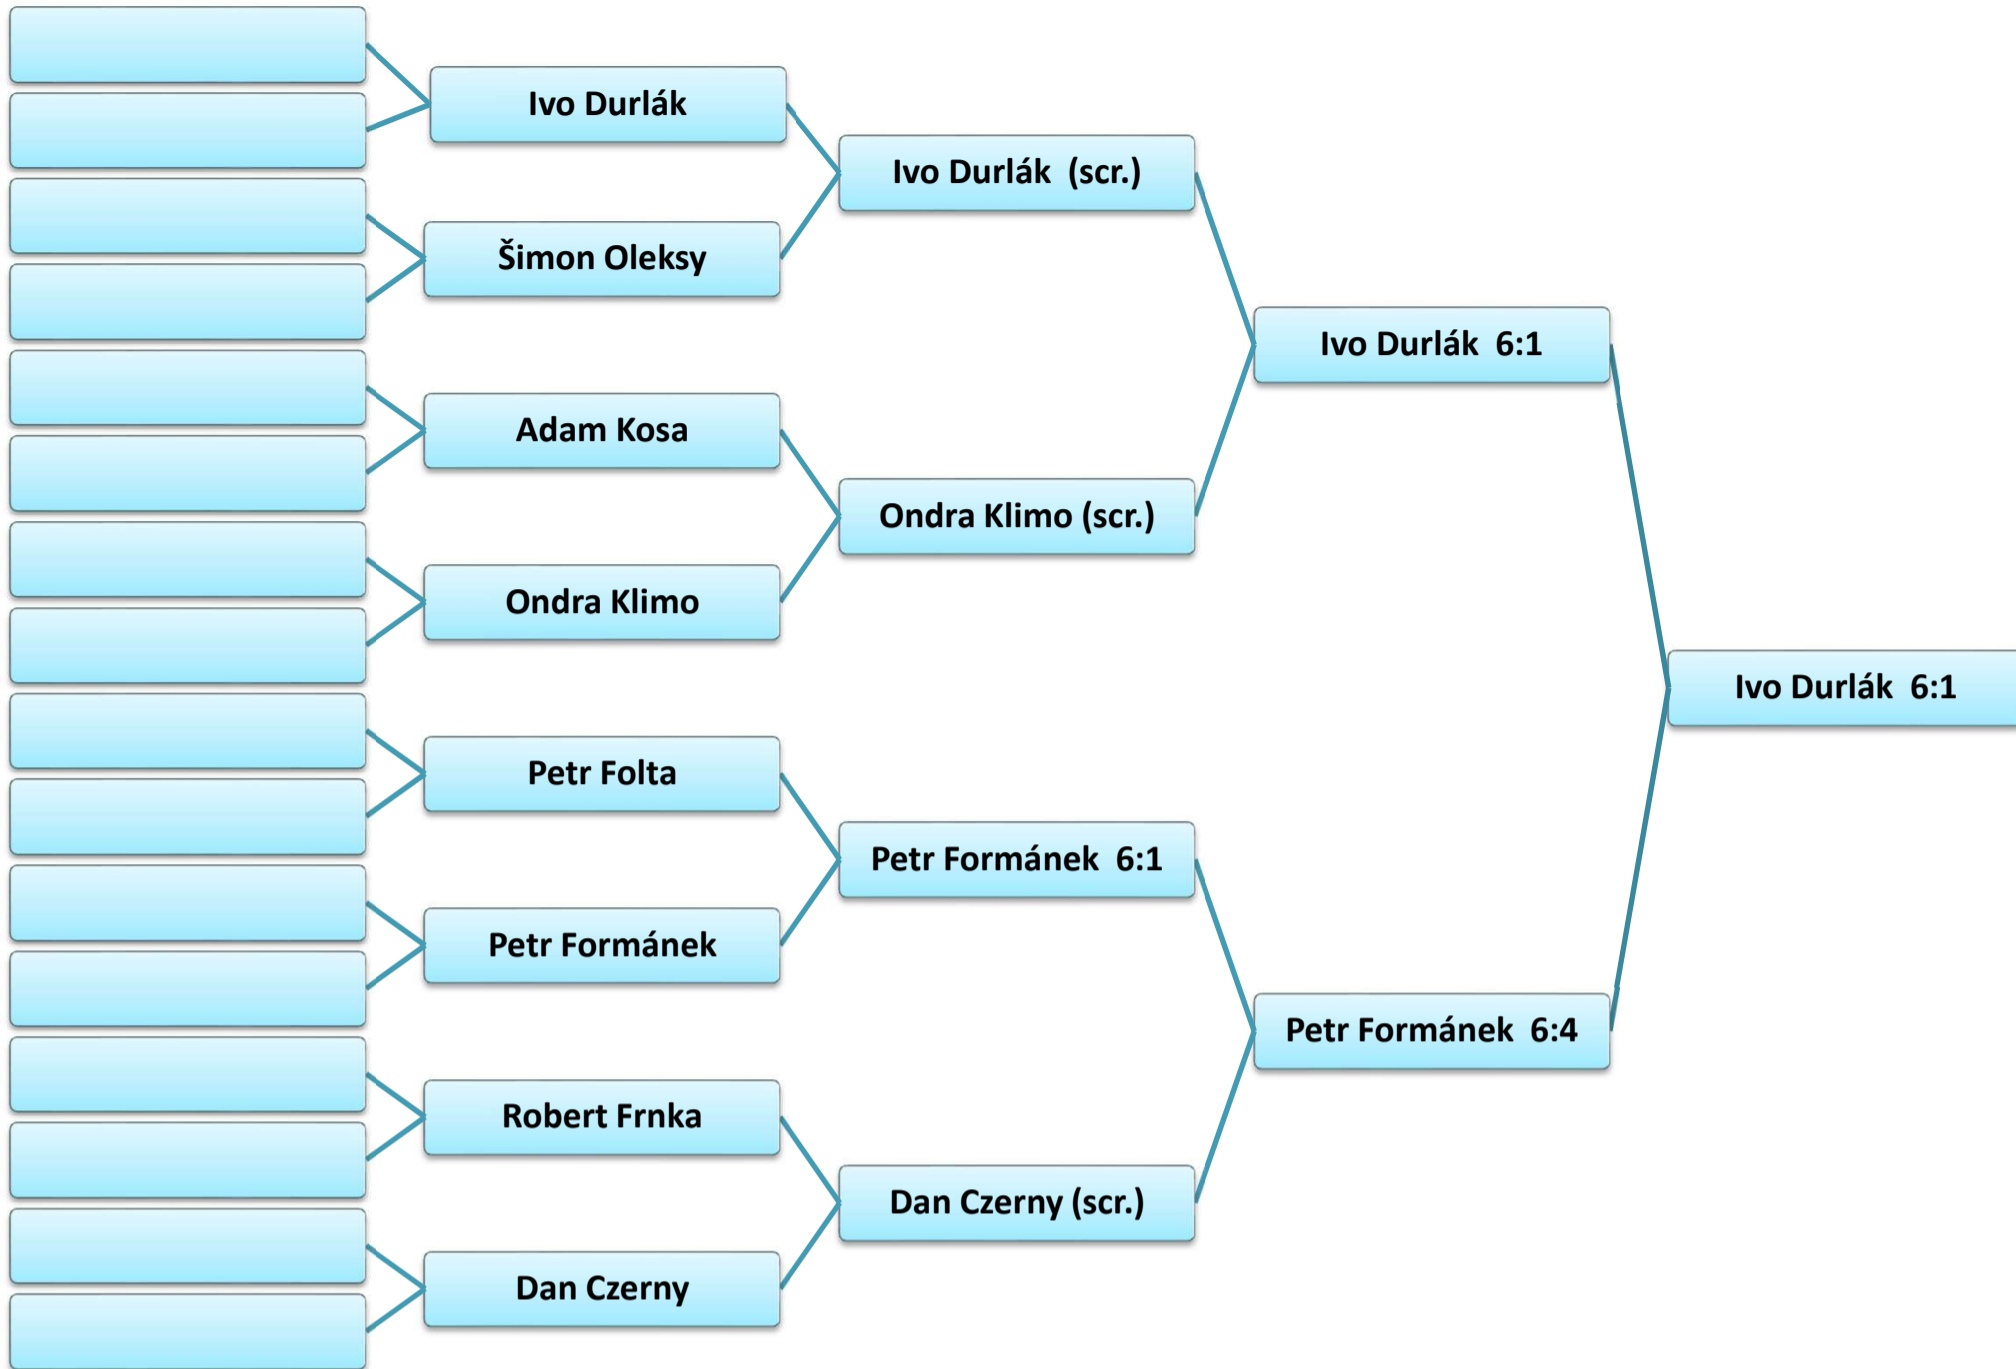 Ivo Durlák
Ivo Durlák  (scr.)
Šimon Oleksy
Ivo Durlák  6:1
Adam Kosa
Ondra Klimo (scr.)
Ondra Klimo
Ivo Durlák  6:1
Petr Folta
Petr Formánek  6:1
Petr Formánek
Petr Formánek  6:4
Robert Frnka
Dan Czerny (scr.)
Dan Czerny